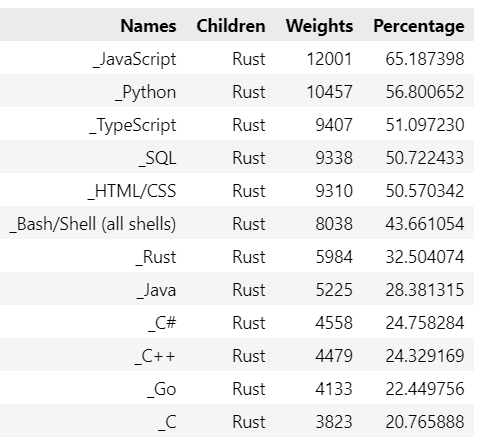 Names Children Weights Percentage
_JavaScript Rust 12001 65.187398
_Python Rust 10457 56.800652
_TypeScript Rust 9407 51.097230
_SQL Rust 9338 50.722433
_HTML/CSS Rust 9310 50.570342
_Bash/Shell (all shells) Rust 8038 43.661054
_Rust Rust 5984 32.504074
_Java Rust 5225 28.381315
_C# Rust 4558 24.758284
_C++ Rust 4479 24.329169
_Go Rust 4133 22.449756
_C Rust 3823 20.765888